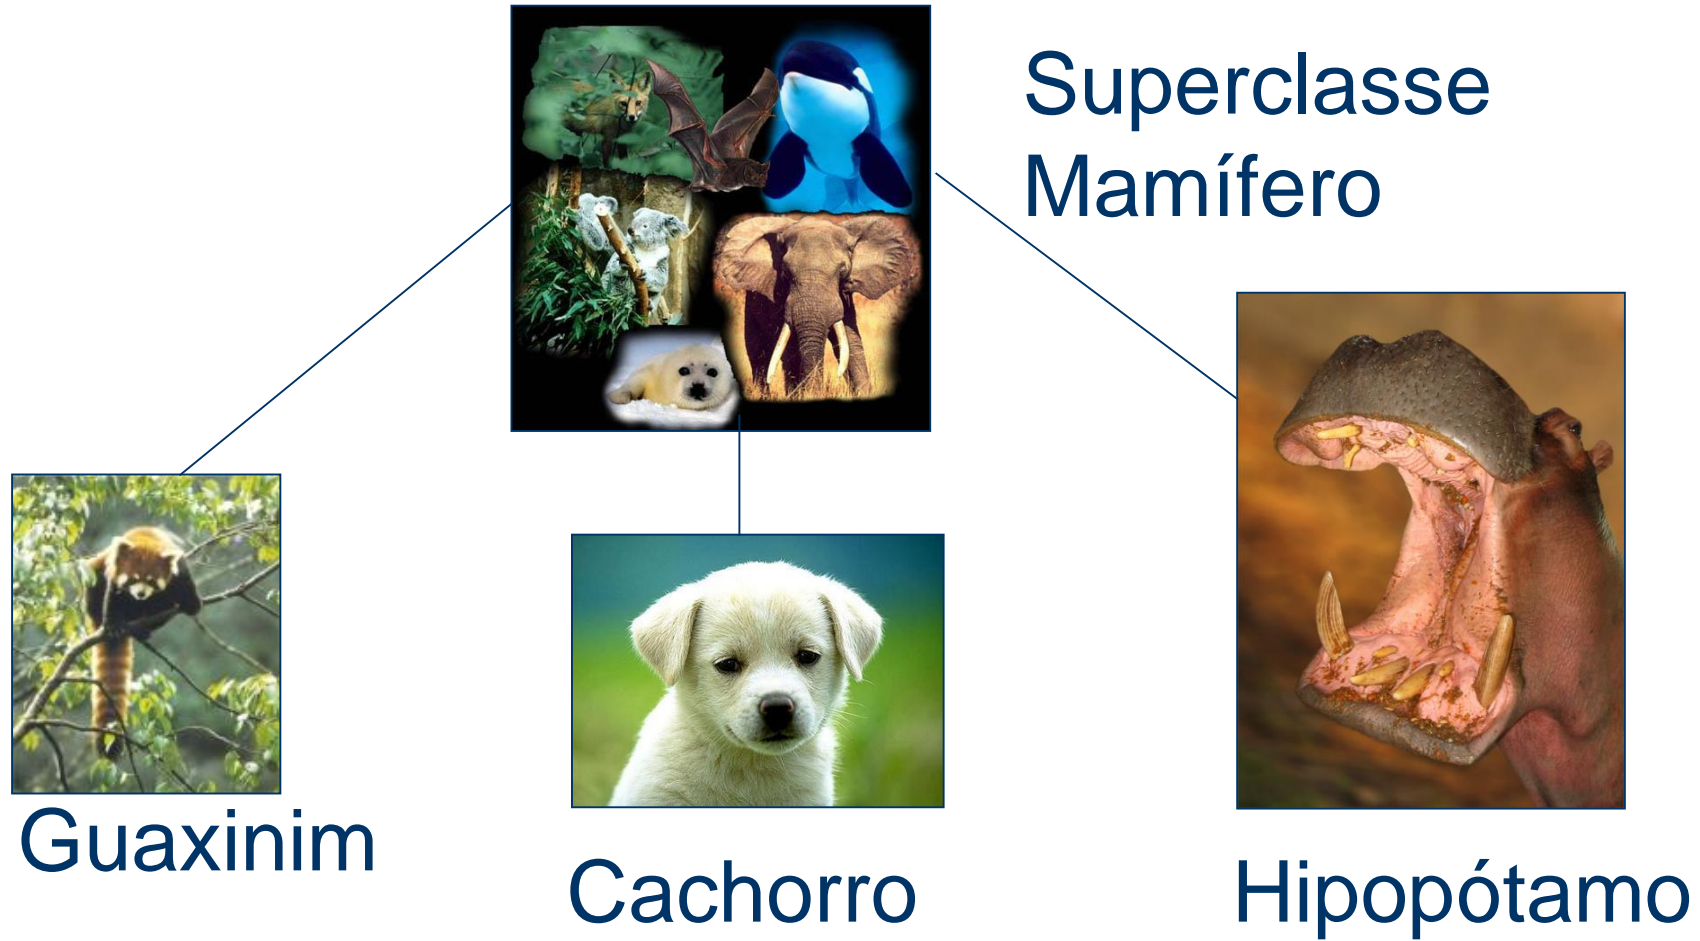 Superclasse
Mamífero
Guaxinim
Cachorro
Hipopótamo